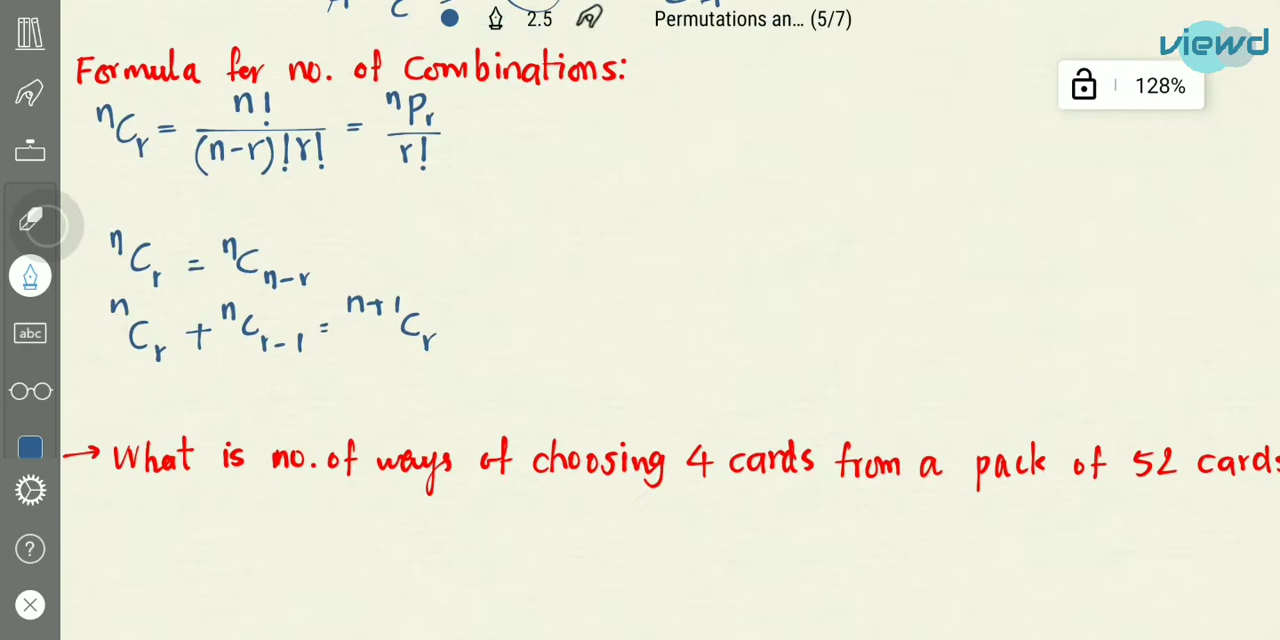 2.5 Permutations an... (5/7)
viewd
128%
Formula for no. of Combinations:
ⁿCᵣ = n! / (n-r)! r! = ⁿPᵣ / r!
ⁿCᵣ = ⁿCₙ₋ᵣ
ⁿCᵣ + ⁿCᵣ₋₁ = ⁿ⁺¹Cᵣ
abc
→ What is no. of ways of choosing 4 cards from a pack of 52 cards